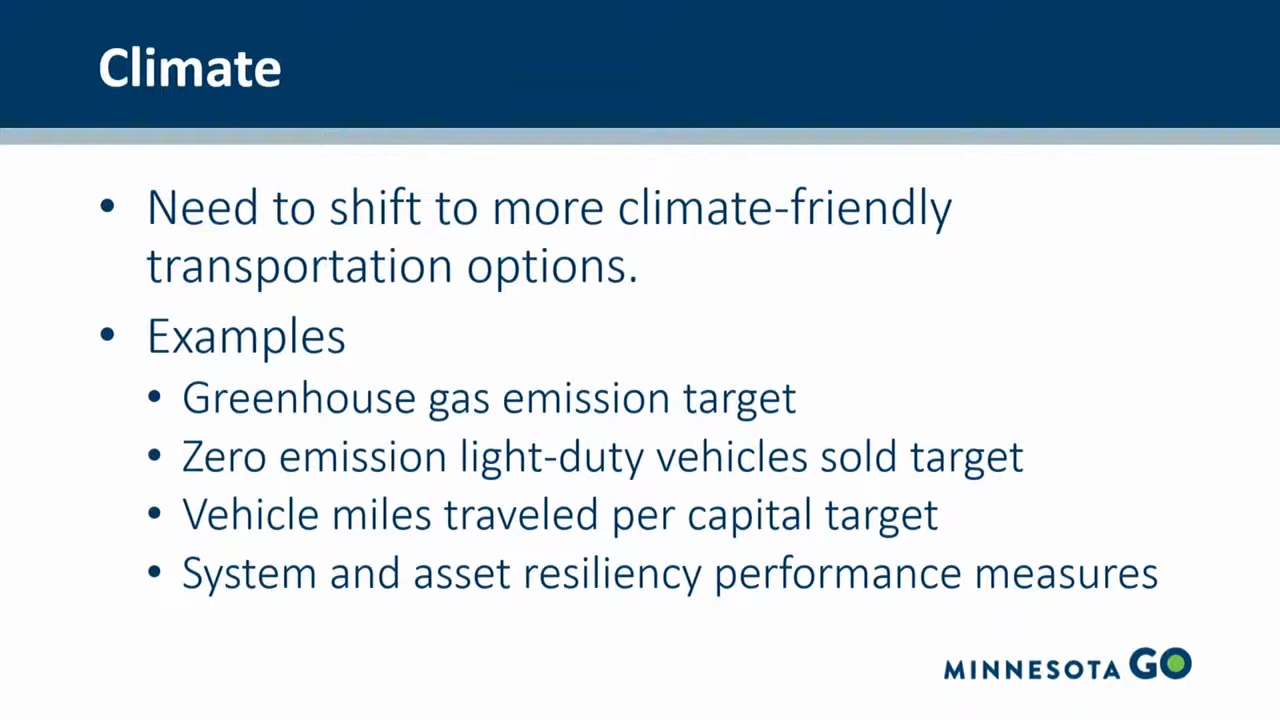 Climate
• Need to shift to more climate-friendly
transportation options.
• Examples
• Greenhouse gas emission target
• Zero emission light-duty vehicles sold target
• Vehicle miles traveled per capital target
• System and asset resiliency performance measures
MINNESOTA GO